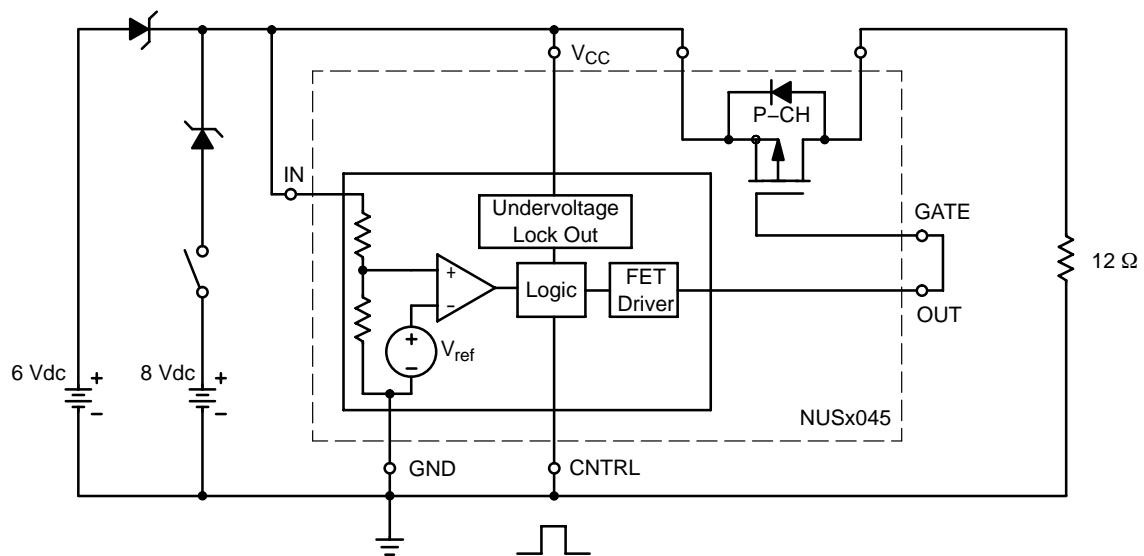 V_CC
P−CH
IN
GATE
Undervoltage
Lock Out
12 Ω
+
−
Logic
FET
Driver
OUT
+
−
V_ref
6 Vdc
+
−
8 Vdc
+
−
NUSx045
GND
CNTRL